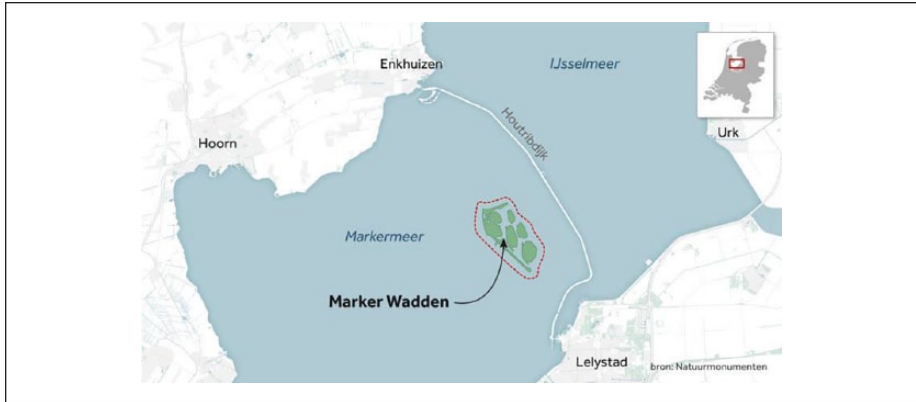 Enkhuizen
IJsselmeer
Houtribdijk
Urk
Hoorn
Markermeer
Marker Wadden
Lelystad
bron: Natuurmonumenten